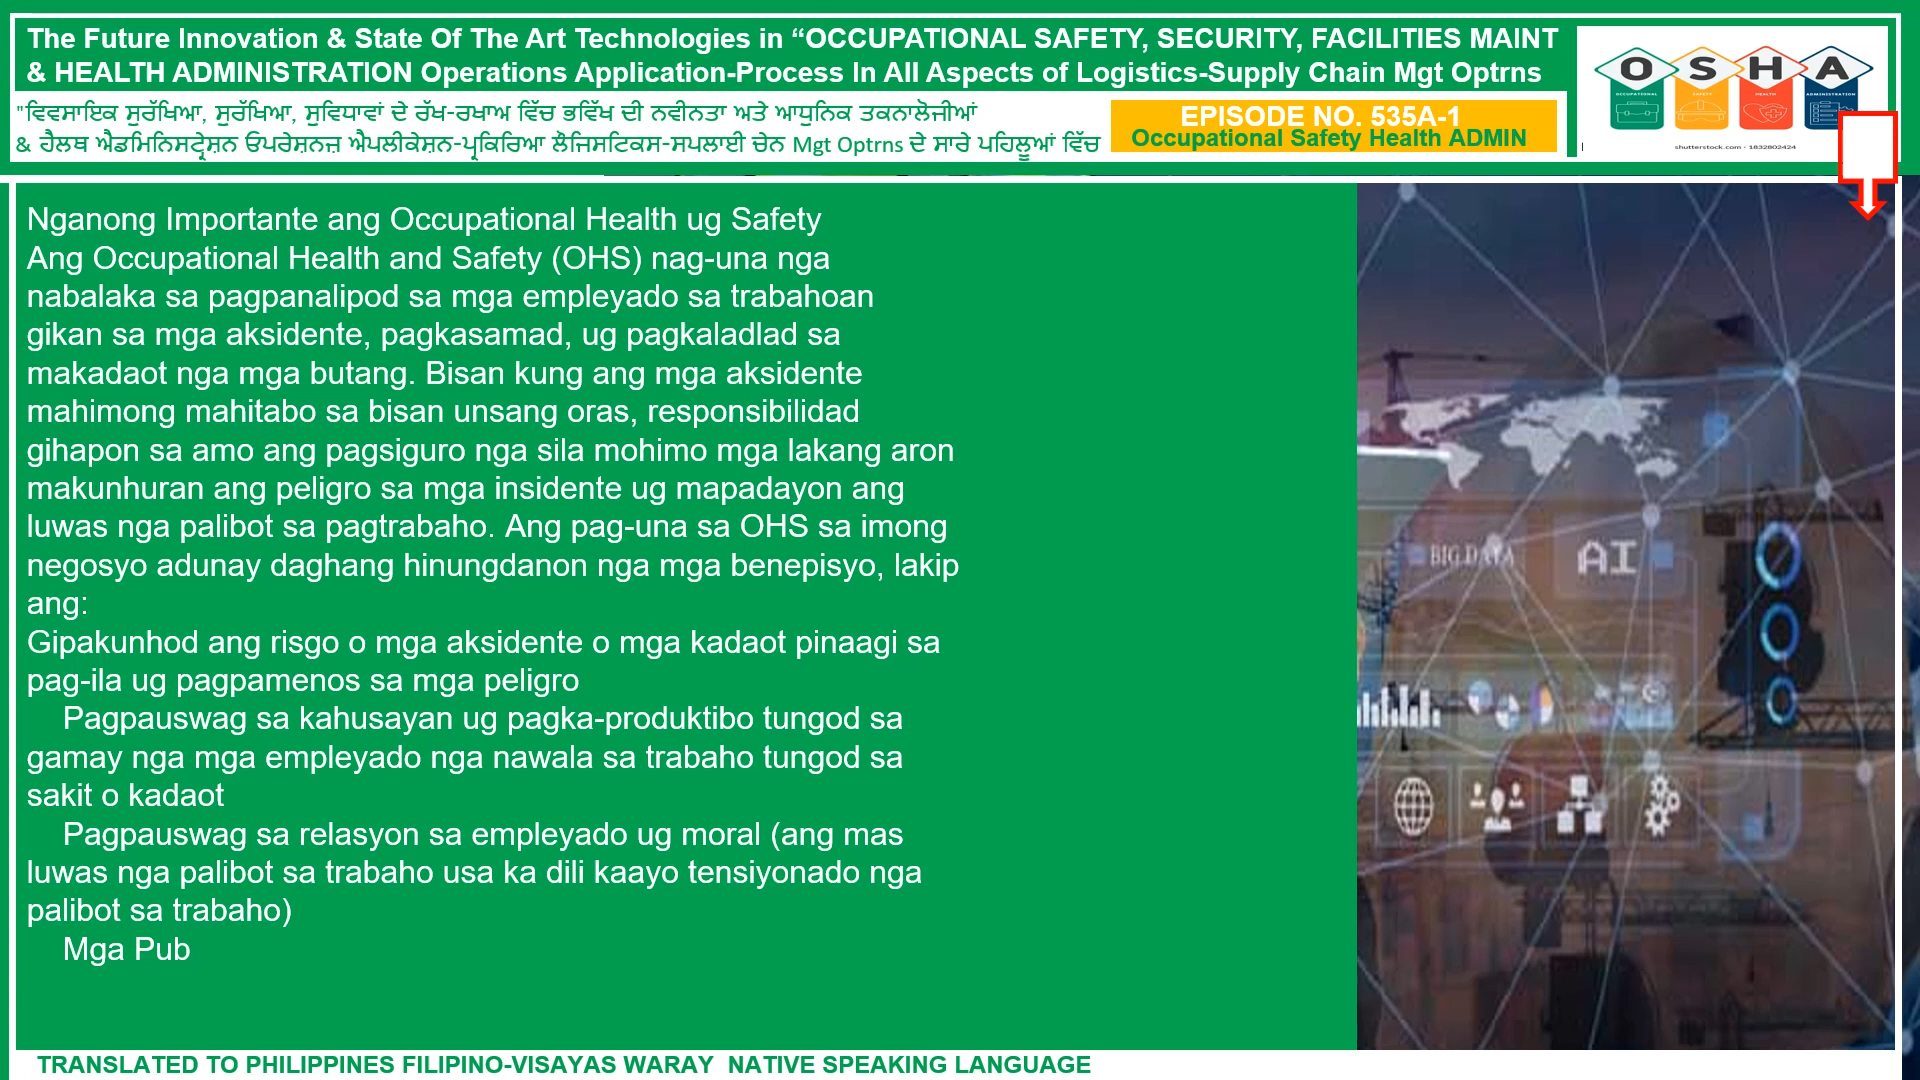 The Future Innovation & State Of The Art Technologies in “OCCUPATIONAL SAFETY, SECURITY, FACILITIES MAINT
& HEALTH ADMINISTRATION Operations Application-Process In All Aspects of Logistics-Supply Chain Mgt Optrns
"ਵਿਵਸਾਇਕ ਸੁਰੱਖਿਆ, ਸੁਰੱਖਿਆ, ਸੁਵਿਧਾਵਾਂ ਦੇ ਰੱਖ-ਰਖਾਅ ਵਿੱਚ ਭਵਿੱਖ ਦੀ ਨਵੀਨਤਾ ਅਤੇ ਆਧੁਨਿਕ ਤਕਨਾਲੋਜੀਆਂ
& ਹੈਲਥ ਐਡਮਿਨਿਸਟ੍ਰੇਸ਼ਨ ਓਪਰੇਸ਼ਨਜ਼ ਐਪਲੀਕੇਸ਼ਨ-ਪ੍ਰਕਿਰਿਆ ਲੌਜਿਸਟਿਕਸ-ਸਪਲਾਈ ਚੇਨ Mgt Optrns ਦੇ ਸਾਰੇ ਪਹਿਲੂਆਂ ਵਿੱਚ
EPISODE NO. 535A-1
Occupational Safety Health ADMIN
O S H A
OCCUPATIONAL SAFETY HEALTH ADMINISTRATION
shutterstock.com · 1832802424
Nganong Importante ang Occupational Health ug Safety
Ang Occupational Health and Safety (OHS) nag-una nga
nabalaka sa pagpanalipod sa mga empleyado sa trabahoan
gikan sa mga aksidente, pagkasamad, ug pagkaladlad sa
makadaot nga mga butang. Bisan kung ang mga aksidente
mahimong mahitabo sa bisan unsang oras, responsibilidad
gihapon sa amo ang pagsiguro nga sila mohimo mga lakang aron
makunhuran ang peligro sa mga insidente ug mapadayon ang
luwas nga palibot sa pagtrabaho. Ang pag-una sa OHS sa imong
negosyo adunay daghang hinungdanon nga mga benepisyo, lakip
ang:
Gipakunhod ang risgo o mga aksidente o mga kadaot pinaagi sa
pag-ila ug pagpamenos sa mga peligro
Pagpauswag sa kahusayan ug pagka-produktibo tungod sa
gamay nga mga empleyado nga nawala sa trabaho tungod sa
sakit o kadaot
Pagpauswag sa relasyon sa empleyado ug moral (ang mas
luwas nga palibot sa trabaho usa ka dili kaayo tensiyonado nga
palibot sa trabaho)
Mga Pub
BIG DATA
AI
TRANSLATED TO PHILIPPINES FILIPINO-VISAYAS WARAY NATIVE SPEAKING LANGUAGE